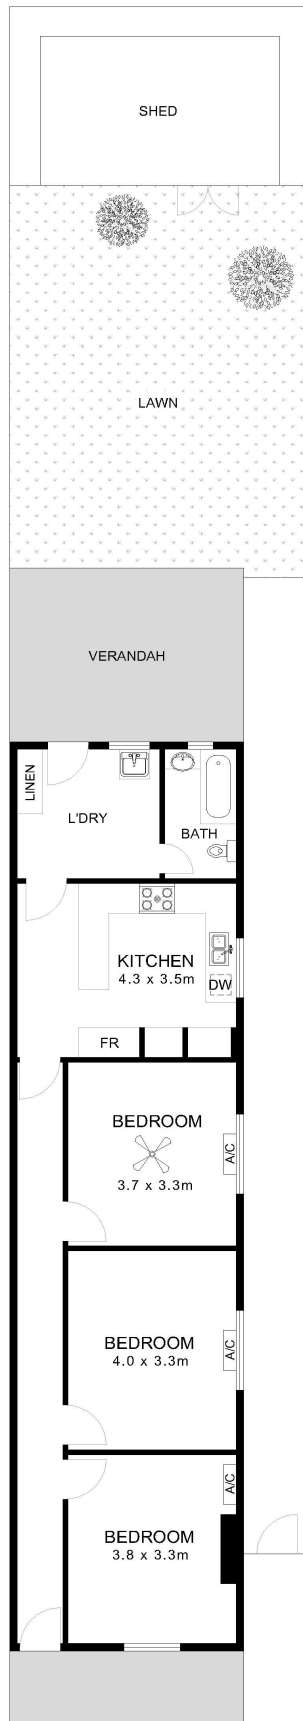 SHED
LAWN
VERANDAH
LINEN
L'DRY
BATH
KITCHEN
4.3 x 3.5m
DW
FR
BEDROOM
3.7 x 3.3m
A/C
BEDROOM
4.0 x 3.3m
A/C
A/C
BEDROOM
3.8 x 3.3m